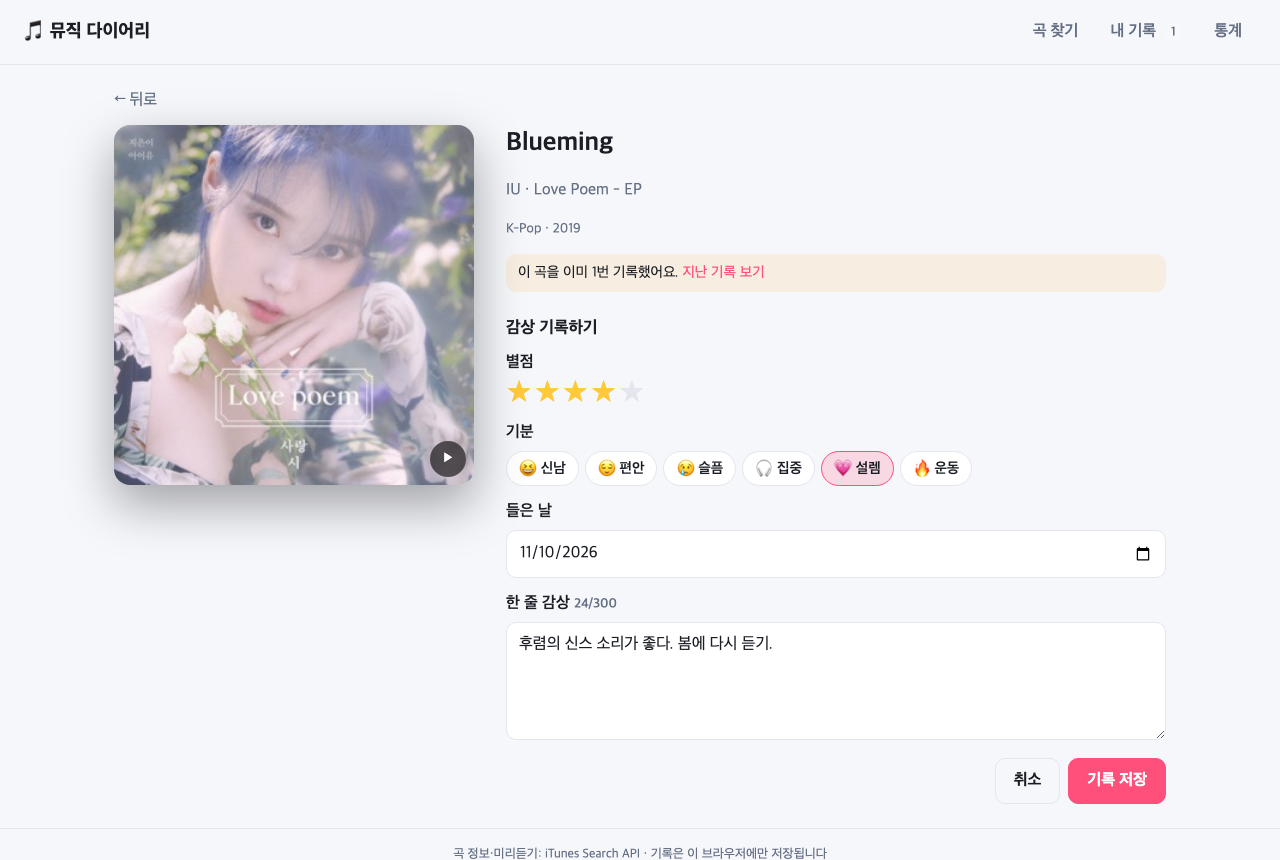 🎵 뮤직 다이어리
곡 찾기 내 기록 1 통계
← 뒤로
지은이
아이유
Love poem
사랑
시
Blueming
IU · Love Poem - EP
K-Pop · 2019
이 곡을 이미 1번 기록했어요. 지난 기록 보기
감상 기록하기
별점
★★★★★
기분
😆 신남 😌 편안 😢 슬픔 🎧 집중 💗 설렘 🔥 운동
들은 날
11/10/2026
한 줄 감상 24/300
후렴의 신스 소리가 좋다. 봄에 다시 듣기.
취소 기록 저장
곡 정보·미리듣기: iTunes Search API · 기록은 이 브라우저에만 저장됩니다